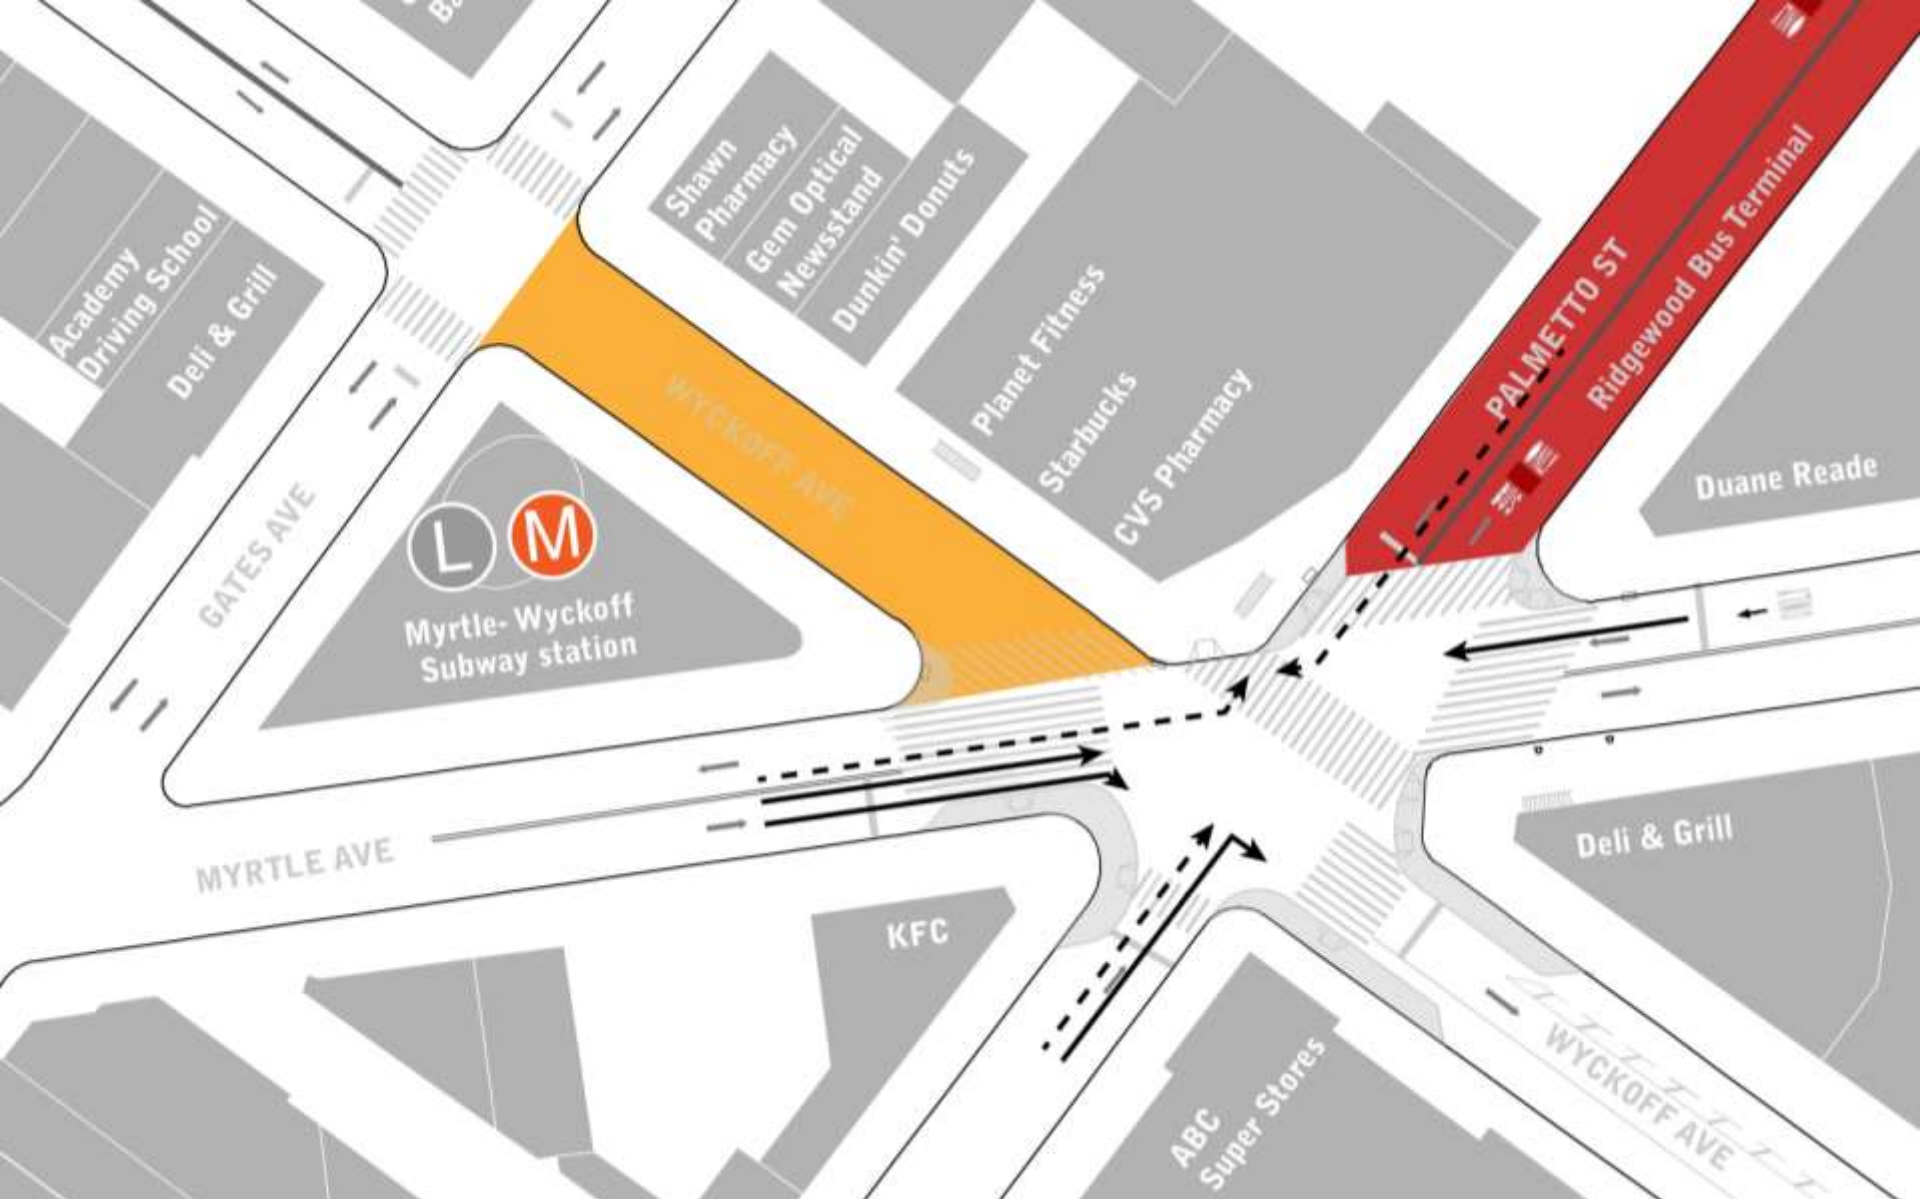 Shawn
Pharmacy
Gem Optical
Newsstand
Dunkin' Donuts
Academy
Driving School
Deli & Grill
Planet Fitness
Starbucks
CVS Pharmacy
PALMETTO ST
Ridgewood Bus Terminal
Duane Reade
WYCKOFF AVE
GATES AVE
L
M
Myrtle- Wyckoff
Subway station
MYRTLE AVE
KFC
Deli & Grill
ABC
Super Stores
WYCKOFF AVE